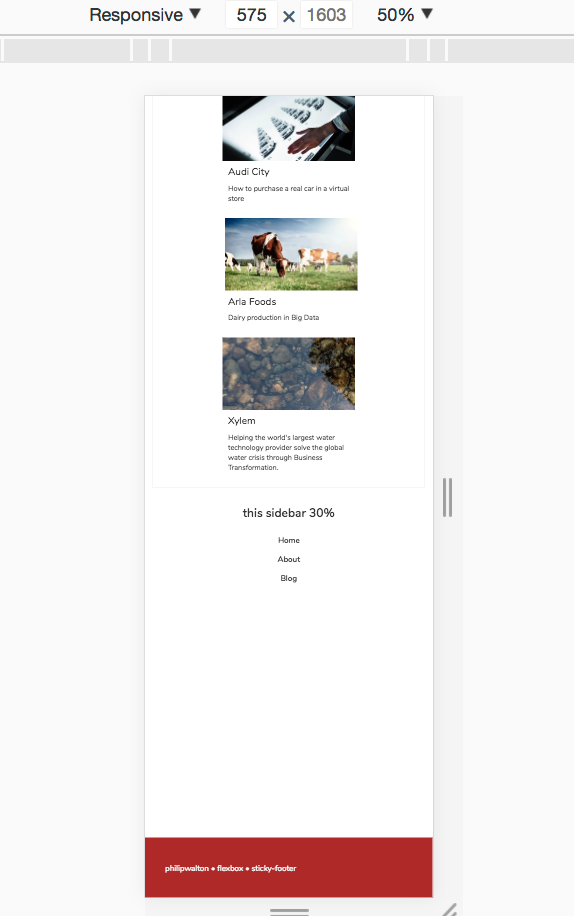 Responsive ▼ 575 × 1603 50% ▼
Audi City
How to purchase a real car in a virtual
store
Arla Foods
Dairy production in Big Data
Xylem
Helping the world's largest water
technology provider solve the global
water crisis through Business
Transformation.
this sidebar 30%
Home
About
Blog
philipwalton • flexbox • sticky-footer